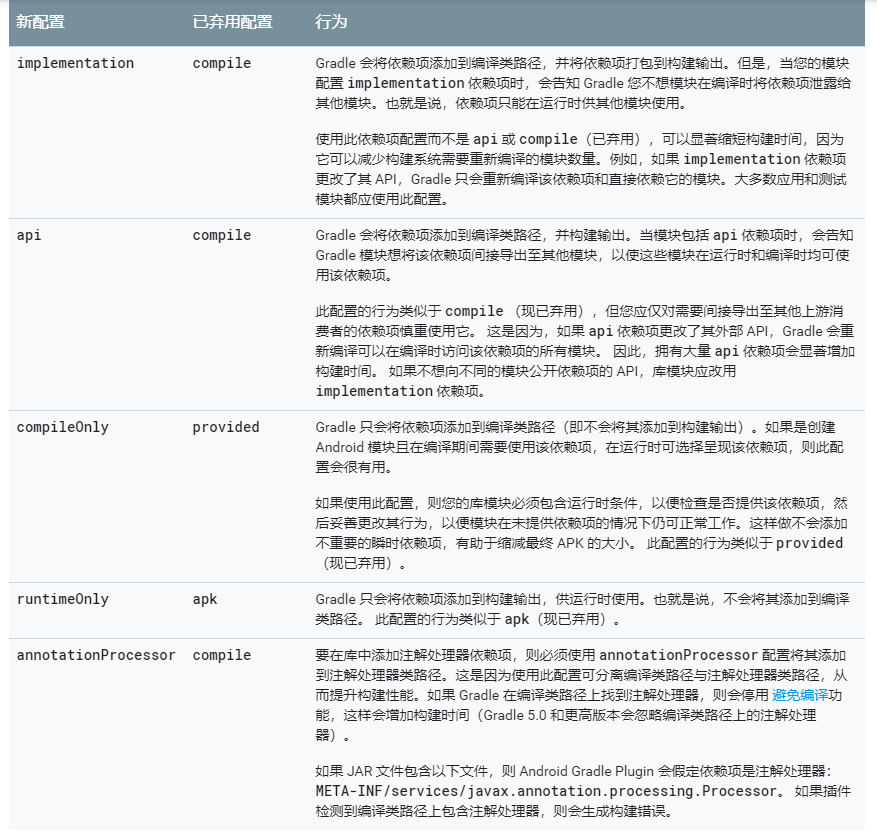 新配置 已弃用配置 行为
implementation compile Gradle 会将依赖项添加到编译类路径，并将依赖项打包到构建输出。但是，当您的模块
配置 implementation 依赖项时，会告知 Gradle 您不想模块在编译时将依赖项泄露给
其他模块。也就是说，依赖项只能在运行时供其他模块使用。
使用此依赖项配置而不是 api 或 compile（已弃用），可以显著缩短构建时间，因为
它可以减少构建系统需要重新编译的模块数量。例如，如果 implementation 依赖项
更改了其 API，Gradle 只会重新编译该依赖项和直接依赖它的模块。大多数应用和测试
模块都应使用此配置。
api compile Gradle 会将依赖项添加到编译类路径，并构建输出。当模块包括 api 依赖项时，会告知
Gradle 模块想将该依赖项间接导出至其他模块，以使这些模块在运行时和编译时均可使
用该依赖项。
此配置的行为类似于 compile （现已弃用），但您应仅对需要间接导出至其他上游消
费者的依赖项慎重使用它。 这是因为，如果 api 依赖项更改了其外部 API，Gradle 会重
新编译可以在编译时访问该依赖项的所有模块。 因此，拥有大量 api 依赖项会显著增加
构建时间。 如果不想向不同的模块公开依赖项的 API，库模块应改用
implementation 依赖项。
compileOnly provided Gradle 只会将依赖项添加到编译类路径（即不会将其添加到构建输出）。如果是创建
Android 模块且在编译期间需要使用该依赖项，在运行时可选择呈现该依赖项，则此配
置会很有用。
如果使用此配置，则您的库模块必须包含运行时条件，以便检查是否提供该依赖项，然
后妥善更改其行为，以便模块在未提供依赖项的情况下仍可正常工作。这样做不会添加
不重要的瞬时依赖项，有助于缩减最终 APK 的大小。 此配置的行为类似于 provided
（现已弃用）。
runtimeOnly apk Gradle 只会将依赖项添加到构建输出，供运行时使用。也就是说，不会将其添加到编译
类路径。 此配置的行为类似于 apk（现已弃用）。
annotationProcessor compile 要在库中添加注解处理器依赖项，则必须使用 annotationProcessor 配置将其添加
到注解处理器类路径。这是因为使用此配置可分离编译类路径与注解处理器类路径，从
而提升构建性能。如果 Gradle 在编译类路径上找到注解处理器，则会停用 避免编译功
能，这样会增加构建时间（Gradle 5.0 和更高版本会忽略编译类路径上的注解处理
器）。
如果 JAR 文件包含以下文件，则 Android Gradle Plugin 会假定依赖项是注解处理器：
META-INF/services/javax.annotation.processing.Processor。 如果插件
检测到编译类路径上包含注解处理器，则会生成构建错误。